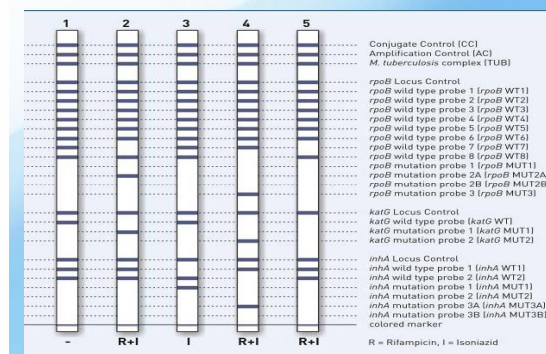 1 2 3 4 5
Conjugate Control (CC)
Amplification Control (AC)
M. tuberculosis complex (TUB)
rpoB Locus Control
rpoB wild type probe 1 (rpoB WT1)
rpoB wild type probe 2 (rpoB WT2)
rpoB wild type probe 3 (rpoB WT3)
rpoB wild type probe 4 (rpoB WT4)
rpoB wild type probe 5 (rpoB WT5)
rpoB wild type probe 6 (rpoB WT6)
rpoB wild type probe 7 (rpoB WT7)
rpoB wild type probe 8 (rpoB WT8)
rpoB mutation probe 1 (rpoB MUT1)
rpoB mutation probe 2A (rpoB MUT2A
rpoB mutation probe 2B (rpoB MUT2B
rpoB mutation probe 3 (rpoB MUT3)
katG Locus Control
katG wild type probe (katG WT)
katG mutation probe 1 (katG MUT1)
katG mutation probe 2 (katG MUT2)
inhA Locus Control
inhA wild type probe 1 (inhA WT1)
inhA wild type probe 2 (inhA WT2)
inhA mutation probe 1 (inhA MUT1)
inhA mutation probe 2 (inhA MUT2)
inhA mutation probe 3A (inhA MUT3A)
inhA mutation probe 3B (inhA MUT3B)
colored marker
- R+I I R+I R+I
R = Rifampicin, I = Isoniazid